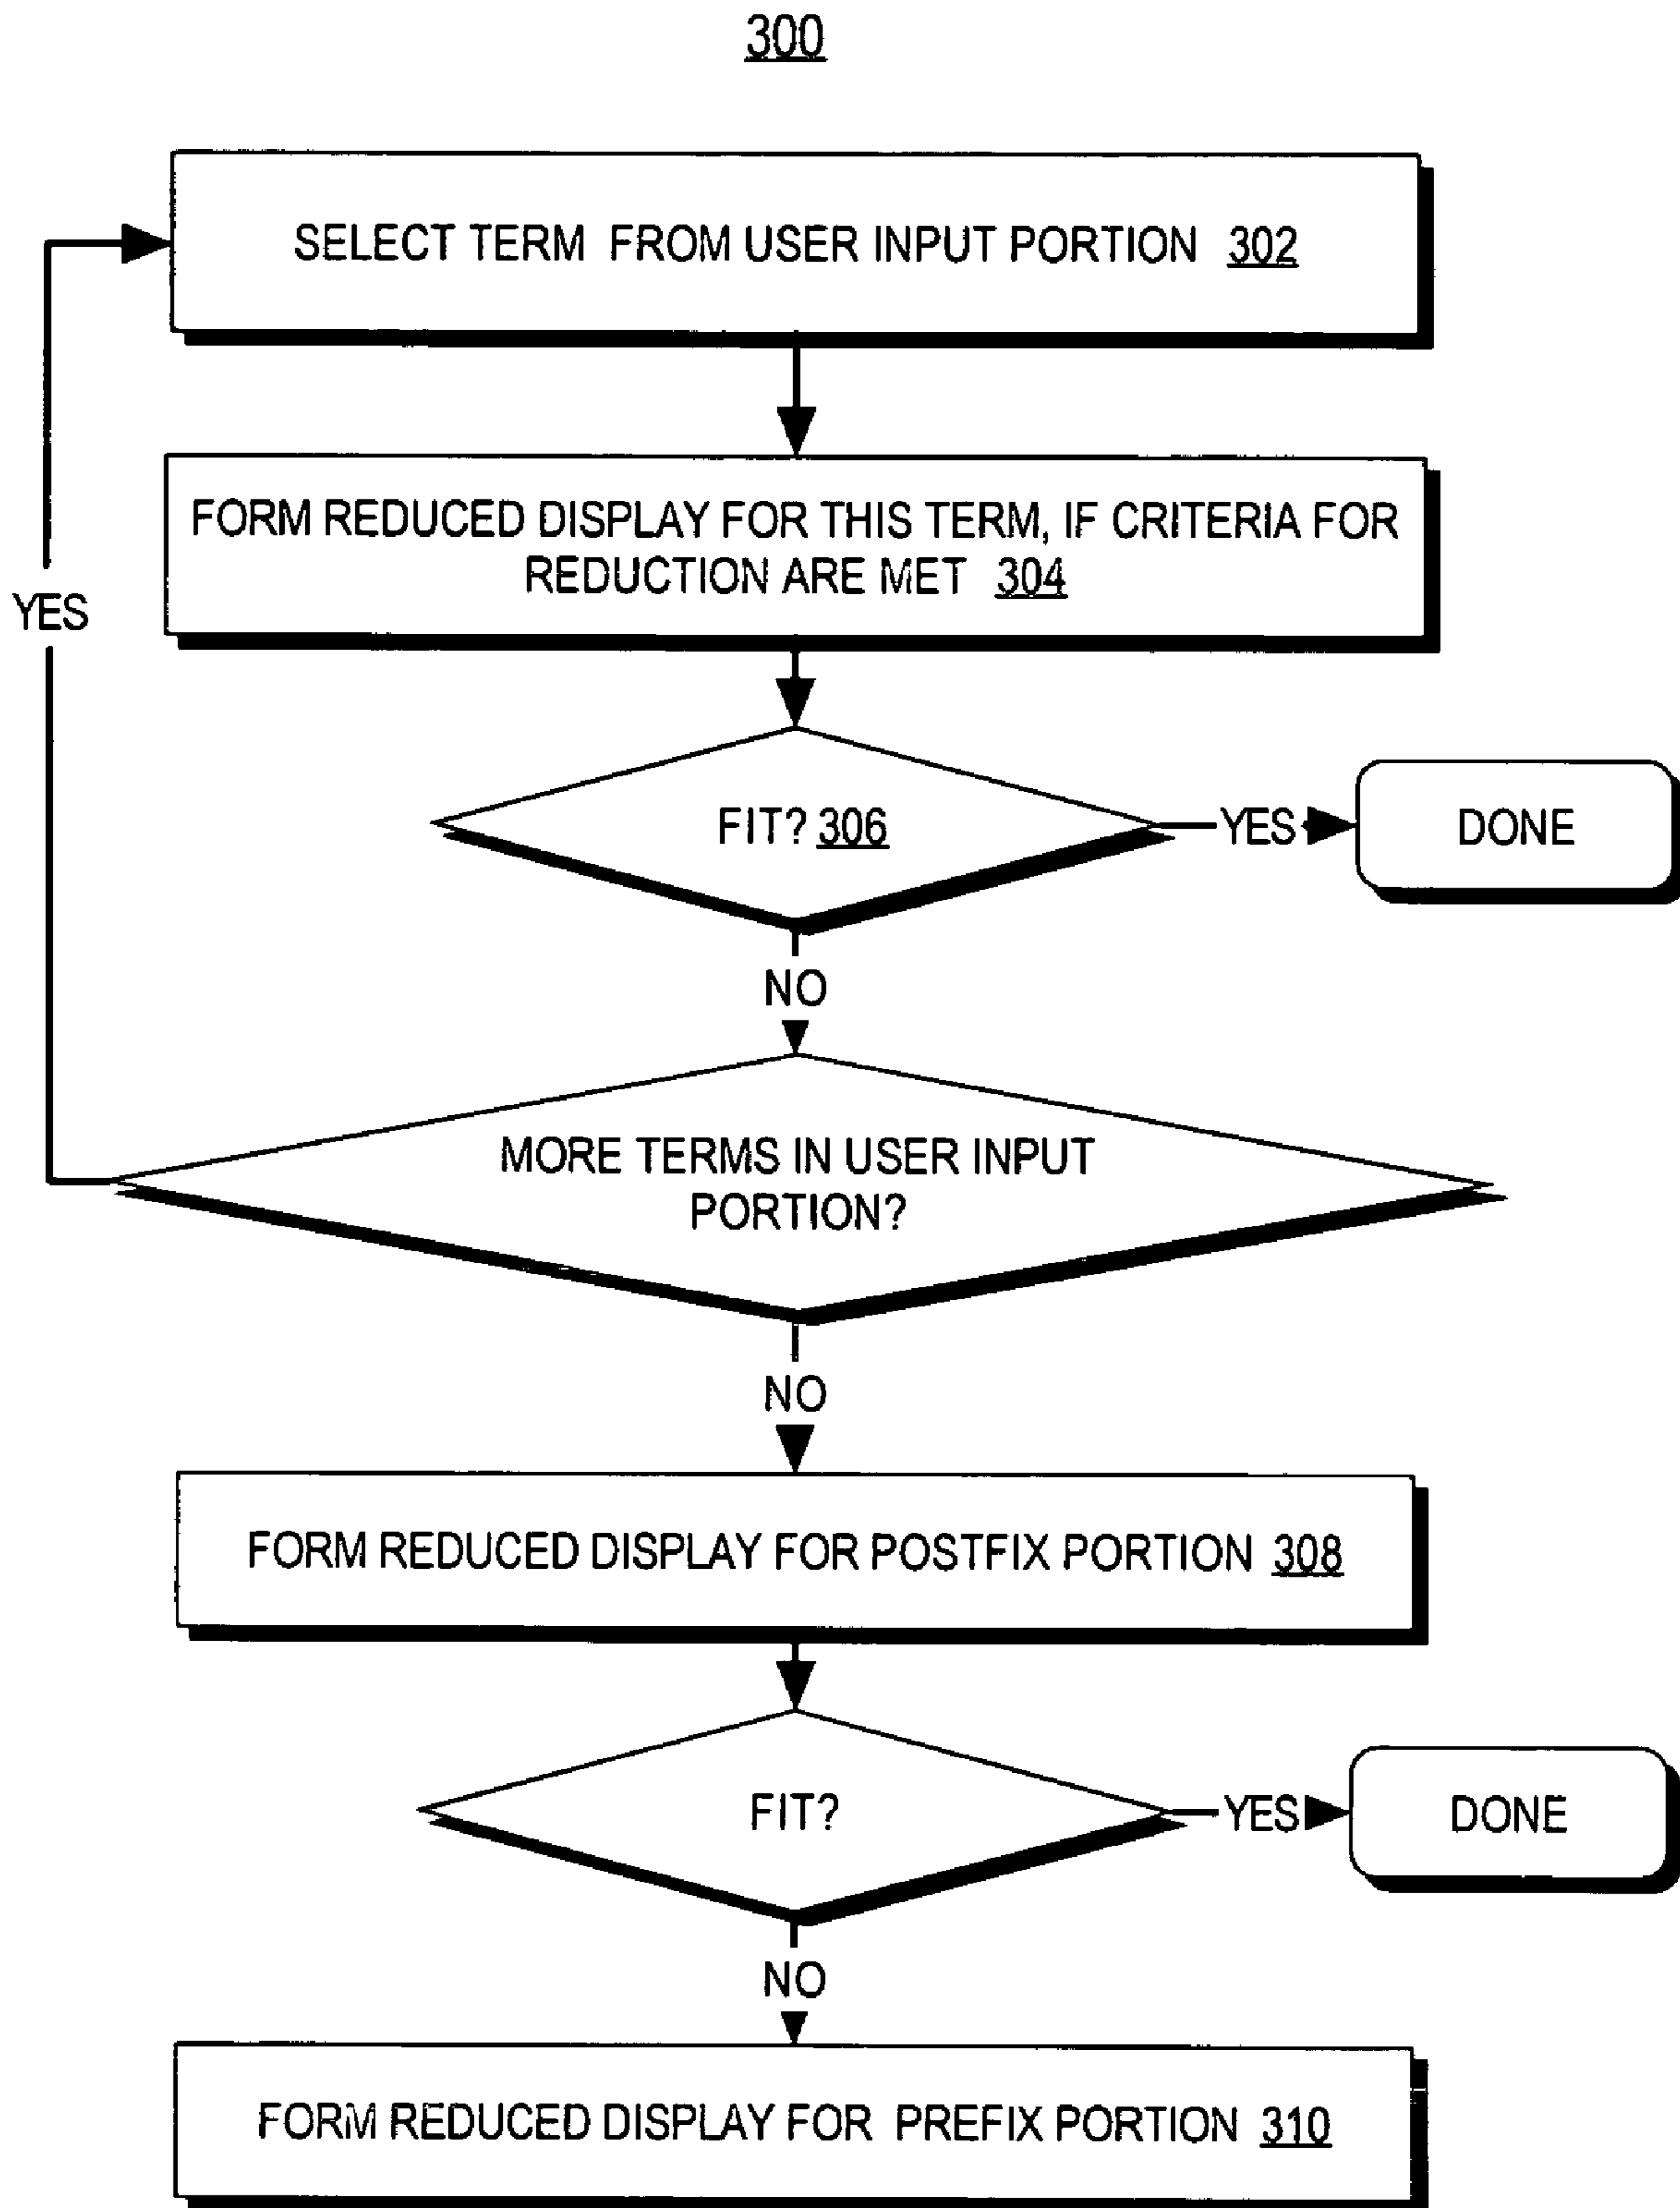 300
SELECT TERM FROM USER INPUT PORTION 302
FORM REDUCED DISPLAY FOR THIS TERM, IF CRITERIA FOR
REDUCTION ARE MET 304
YES
FIT? 306
YES
DONE
NO
MORE TERMS IN USER INPUT
PORTION?
NO
FORM REDUCED DISPLAY FOR POSTFIX PORTION 308
FIT?
YES
DONE
NO
FORM REDUCED DISPLAY FOR PREFIX PORTION 310